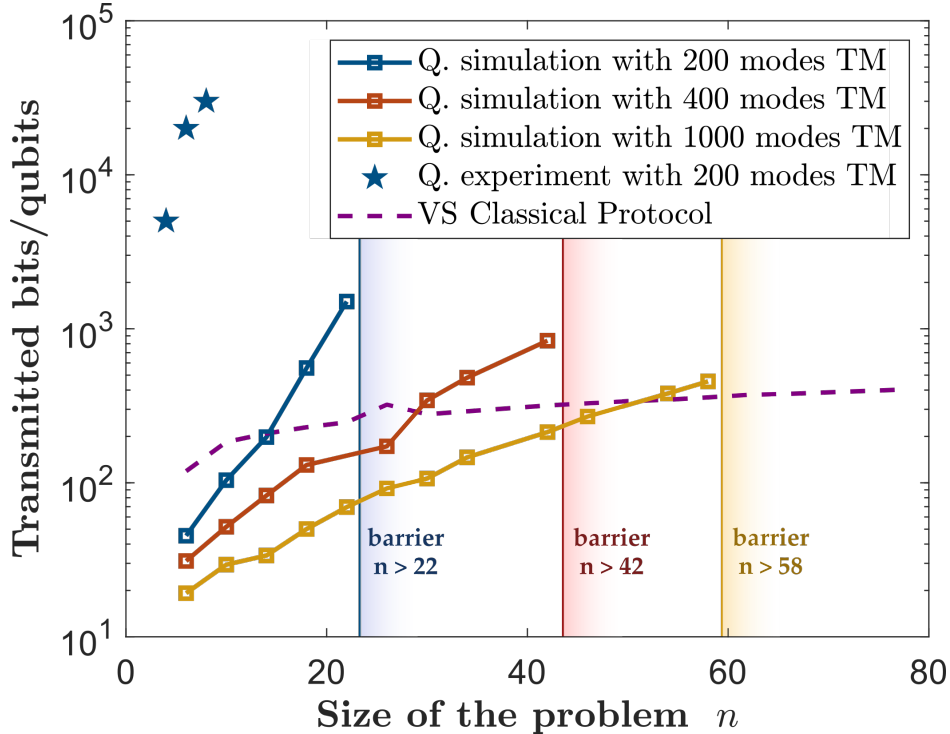 10^5
10^4
10^3
10^2
10^1
Transmitted bits/qubits
Q. simulation with 200 modes TM
Q. simulation with 400 modes TM
Q. simulation with 1000 modes TM
Q. experiment with 200 modes TM
VS Classical Protocol
barrier
n > 22
barrier
n > 42
barrier
n > 58
0 20 40 60 80
Size of the problem n